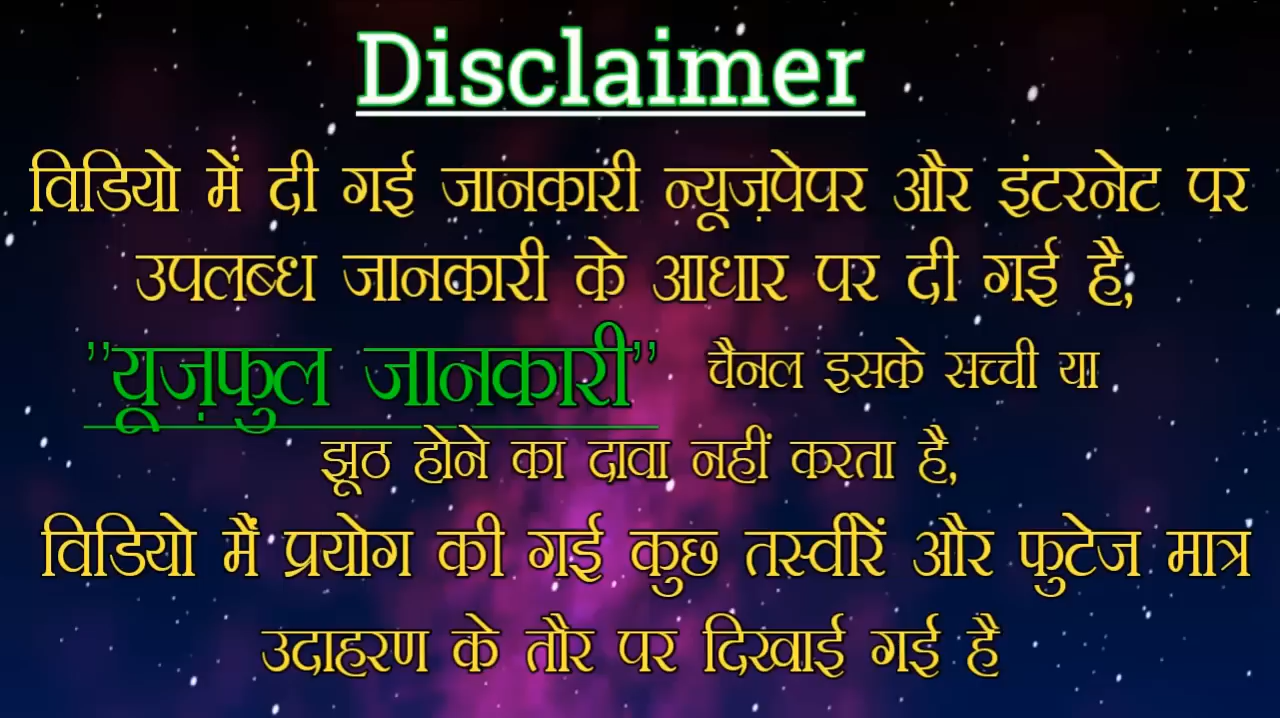 Disclaimer
विडियो में दी गई जानकारी न्यूज़पेपर और इंटरनेट पर
उपलब्ध जानकारी के आधार पर दी गई है,
”यूज़फुल जानकारी” चैनल इसके सच्ची या
झूठ होने का दावा नहीं करता है,
विडियो मैं प्रयोग की गई कुछ तस्वीरें और फुटेज मात्र
उदाहरण के तौर पर दिखाई गई है